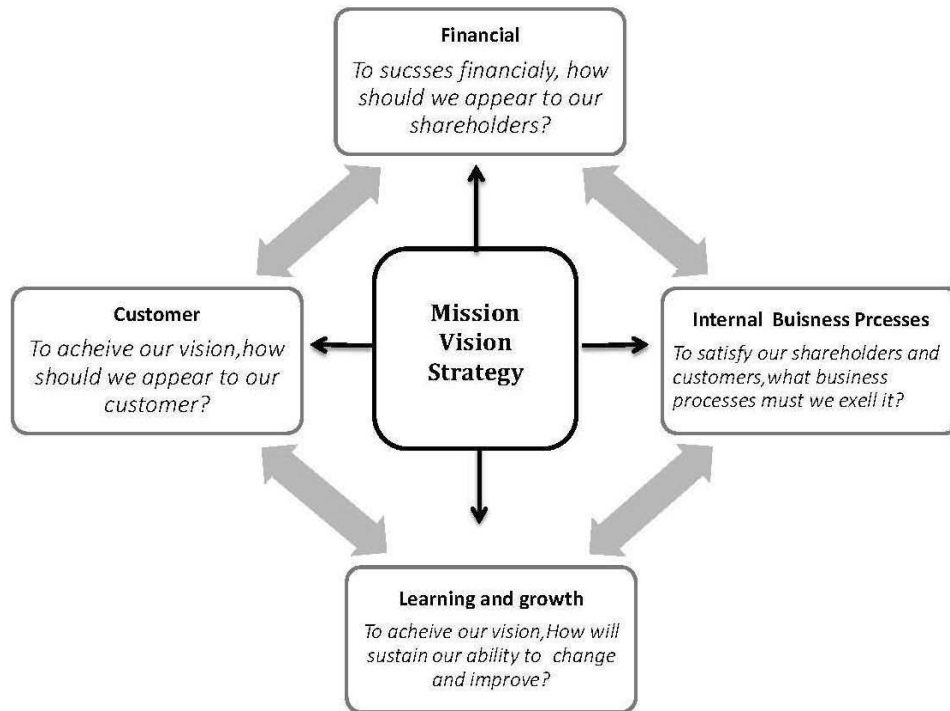 Financial
To sucsses financialy, how
should we appear to our
shareholders?
Customer
To acheive our vision,how
should we appear to our
customer?
Mission
Vision
Strategy
Internal Buisness Prcesses
To satisfy our shareholders and
customers,what business
processes must we exell it?
Learning and growth
To acheive our vision,How will
sustain our ability to change
and improve?